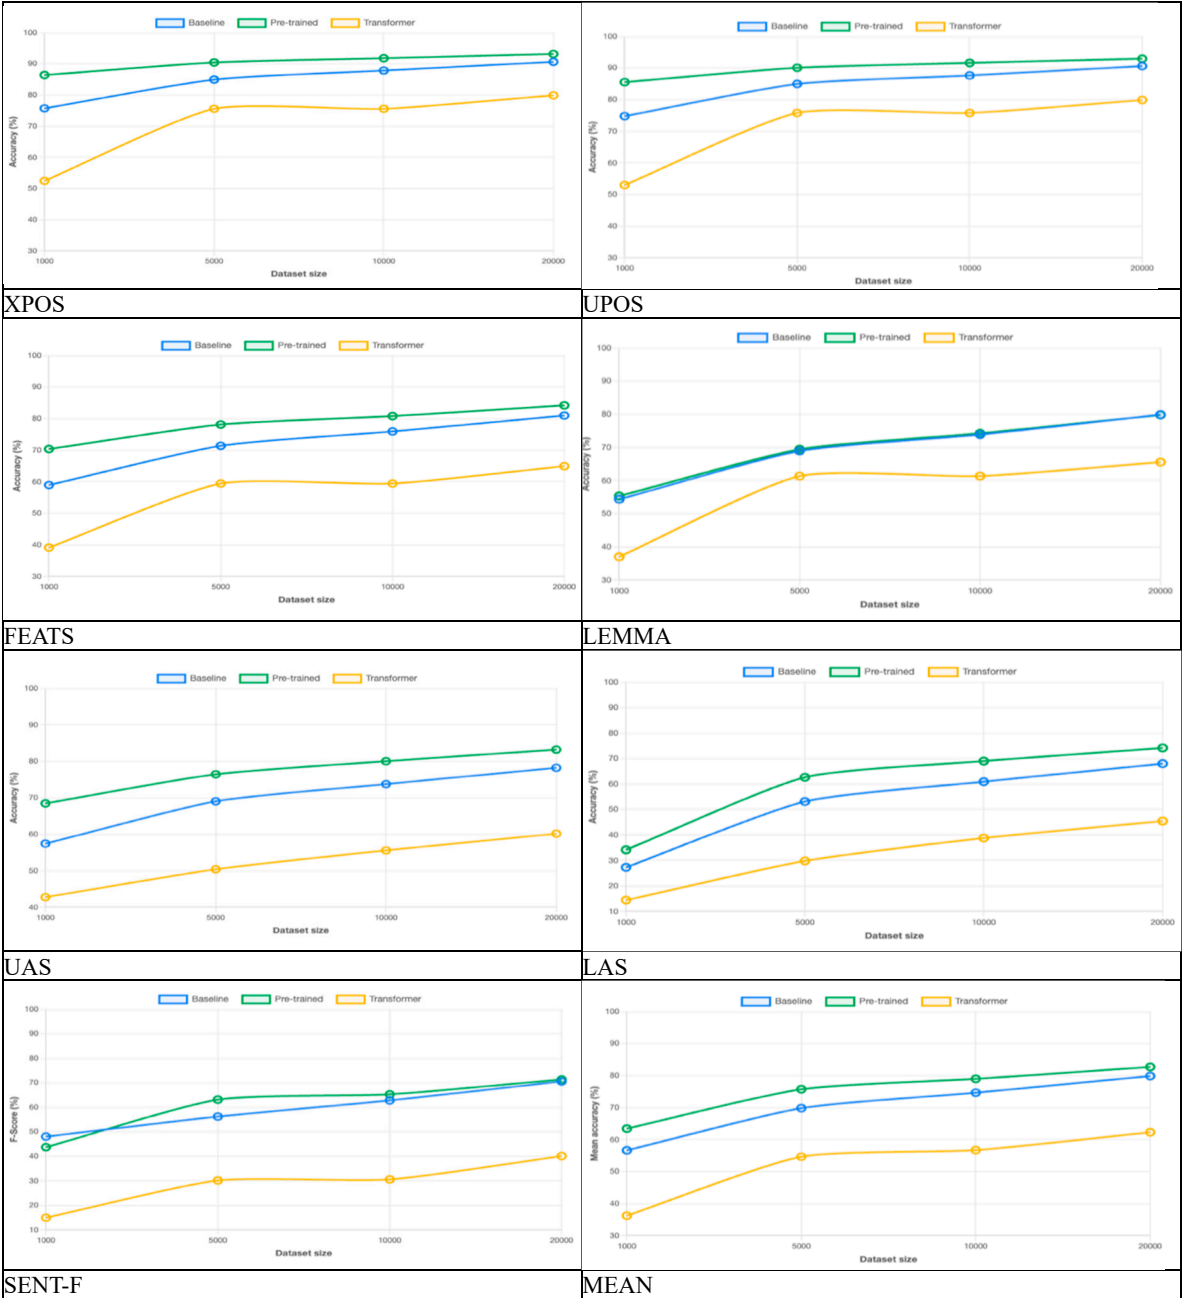 Baseline Pre-trained Transformer
100
90
80
70
60
50
40
30
Accuracy (%)
1000 5000 10000 20000
Dataset size
XPOS
Baseline Pre-trained Transformer
100
90
80
70
60
50
40
30
Accuracy (%)
1000 5000 10000 20000
Dataset size
UPOS
Baseline Pre-trained Transformer
100
90
80
70
60
50
40
30
Accuracy (%)
1000 5000 10000 20000
Dataset size
FEATS
Baseline Pre-trained Transformer
100
90
80
70
60
50
40
30
Accuracy (%)
1000 5000 10000 20000
Dataset size
LEMMA
Baseline Pre-trained Transformer
100
90
80
70
60
50
40
Accuracy (%)
1000 5000 10000 20000
Dataset size
UAS
Baseline Pre-trained Transformer
100
90
80
70
60
50
40
30
20
10
Accuracy (%)
1000 5000 10000 20000
Dataset size
LAS
Baseline Pre-trained Transformer
100
90
80
70
60
50
40
30
20
10
F-Score (%)
1000 5000 10000 20000
Dataset size
SENT-F
Baseline Pre-trained Transformer
100
90
80
70
60
50
40
30
Mean accuracy (%)
1000 5000 10000 20000
Dataset size
MEAN